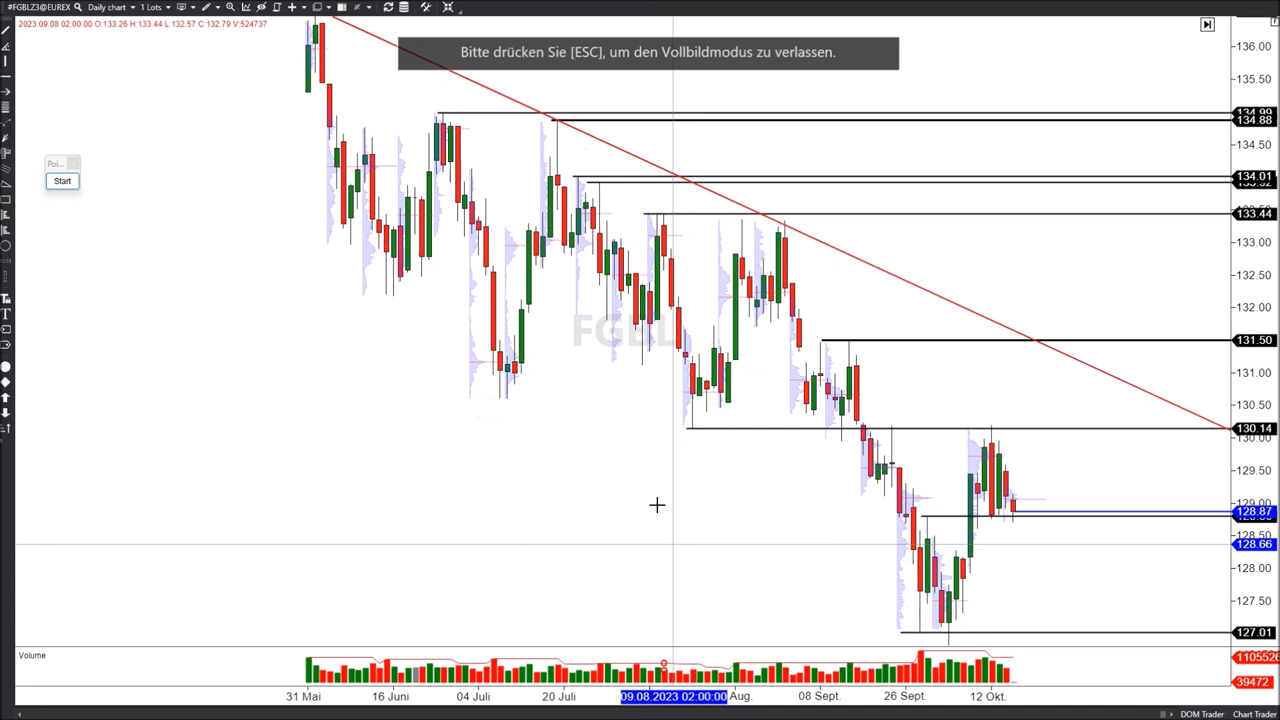 #FGBLZ3@EUREX Daily chart 1 Lots
2023.09.08 02:00:00 O:133.26 H:133.44 L:132.57 C:132.79 V:524737
Bitte drücken Sie [ESC], um den Vollbildmodus zu verlassen.
136.00
135.50
134.99
134.88
134.50
134.01
133.44
133.00
132.50
132.00
131.50
131.00
130.50
130.14
130.00
129.50
129.00
128.87
128.66
128.00
127.50
127.01
Poi...
Start
FGBL
Volume
1105520
39472
31 Mai
16 Juni
04 Juli
20 Juli
09.08.2023 02:00:00
Aug.
08 Sept.
26 Sept.
12 Okt.
DOM Trader
Chart Trader